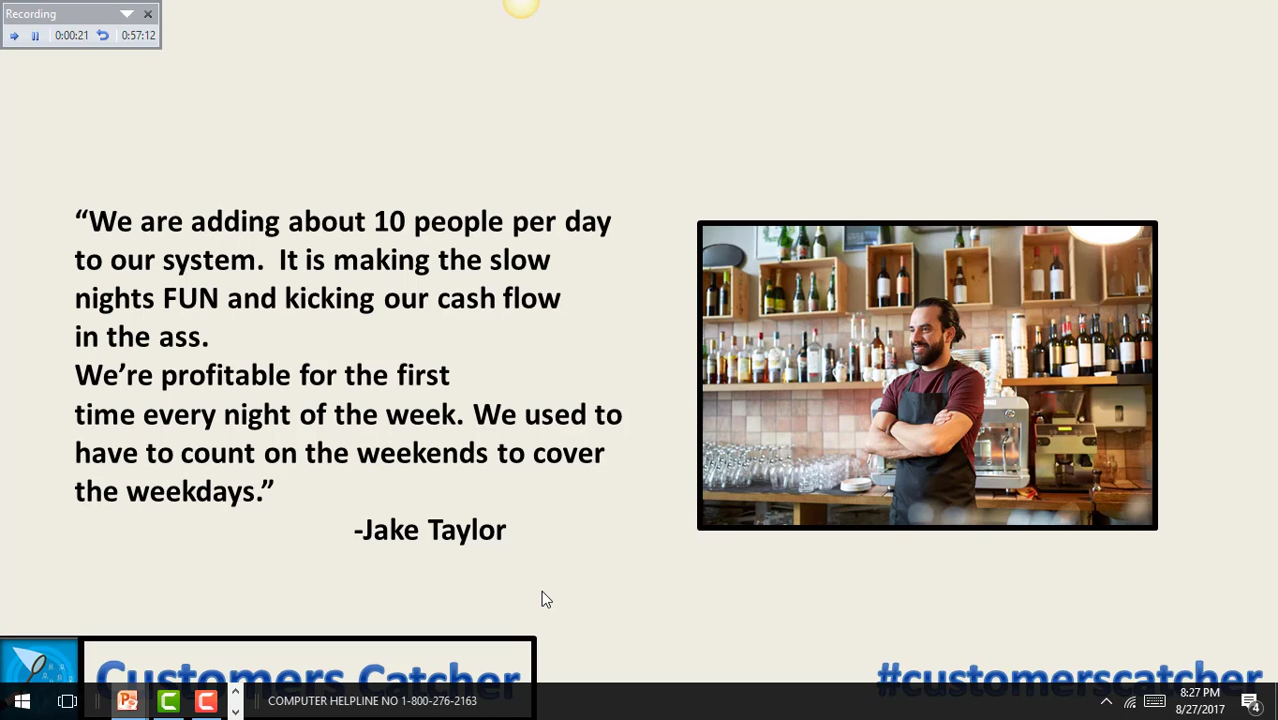 Recording
0:00:21 0:57:12
“We are adding about 10 people per day
to our system.  It is making the slow
nights FUN and kicking our cash flow
in the ass.
We’re profitable for the first
time every night of the week. We used to
have to count on the weekends to cover
the weekdays.”
-Jake Taylor
Customers Catcher
#customerscatcher
COMPUTER HELPLINE NO 1-800-276-2163
8:27 PM
8/27/2017
4